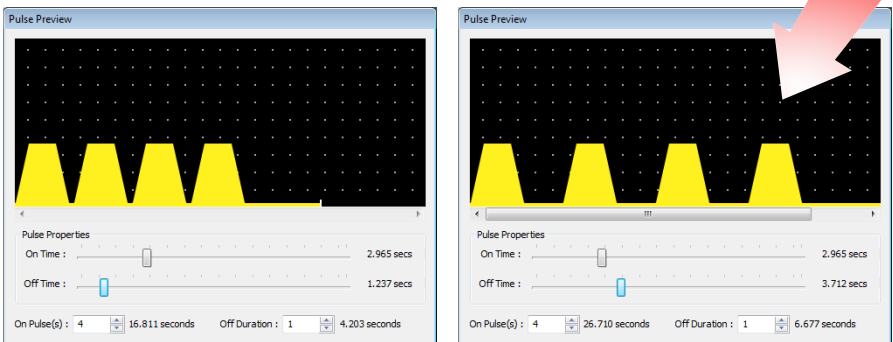 Pulse Preview
Pulse Properties
On Time : 2.965 secs
Off Time : 1.237 secs
On Pulse(s) : 4 16.811 seconds Off Duration : 1 4.203 seconds
Pulse Preview
Pulse Properties
On Time : 2.965 secs
Off Time : 3.712 secs
On Pulse(s) : 4 26.710 seconds Off Duration : 1 6.677 seconds